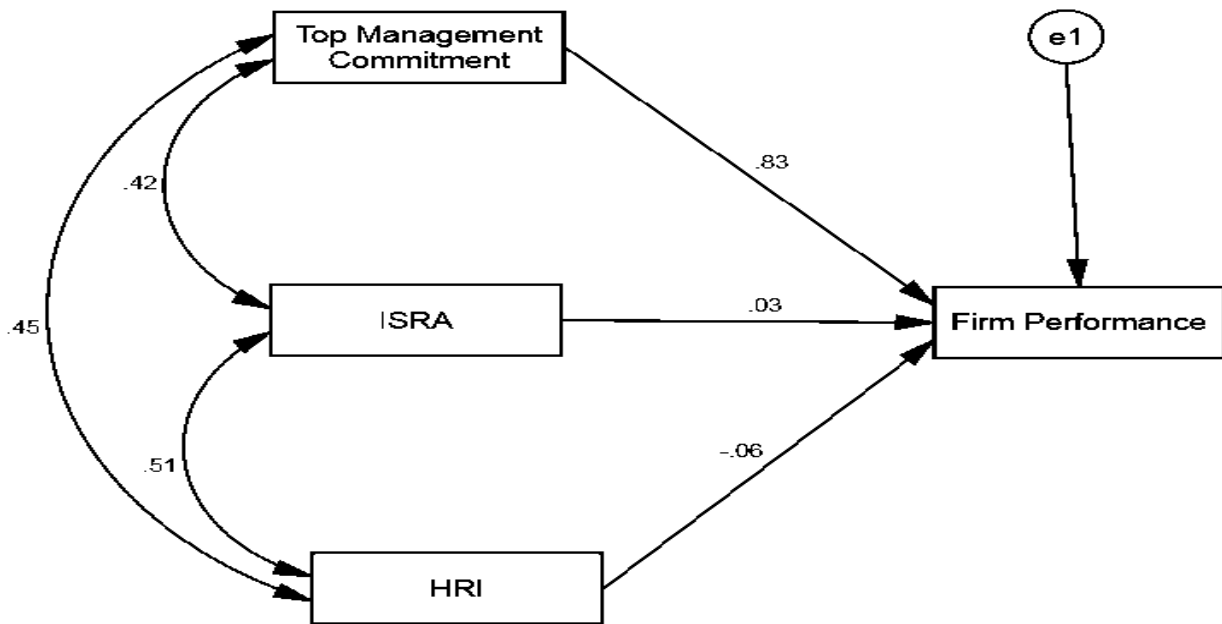 Top Management
Commitment
e1
.83
.42
ISRA
.03
Firm Performance
.45
.51
-.06
HRI